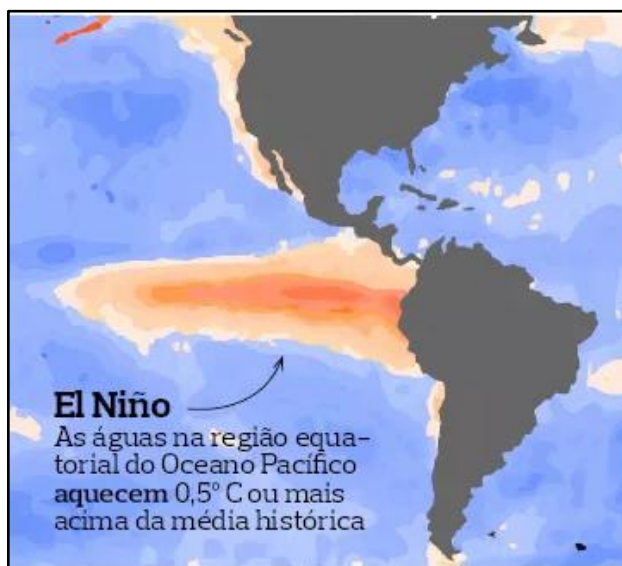 El Niño
As águas na região equa-
torial do Oceano Pacífico
aquecem 0,5º C ou mais
acima da média histórica